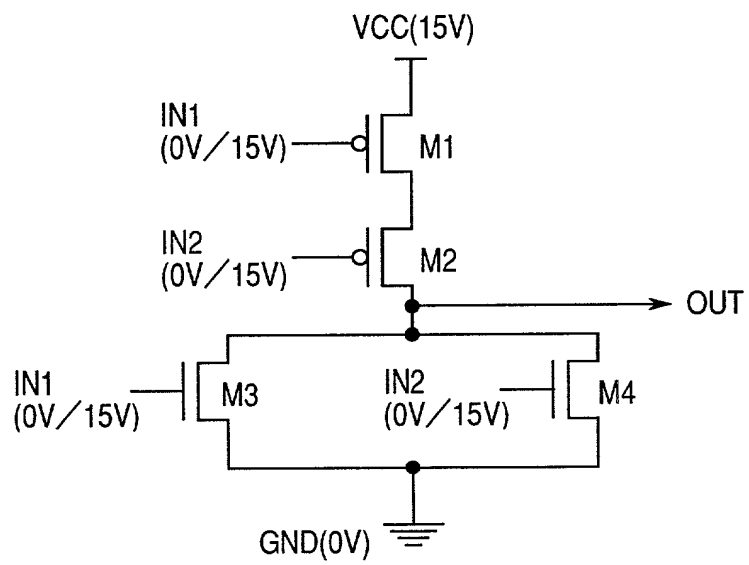 VCC(15V)
IN1
(0V/15V)
M1
IN2
(0V/15V)
M2
OUT
IN1
(0V/15V)
M3
IN2
(0V/15V)
M4
GND(0V)